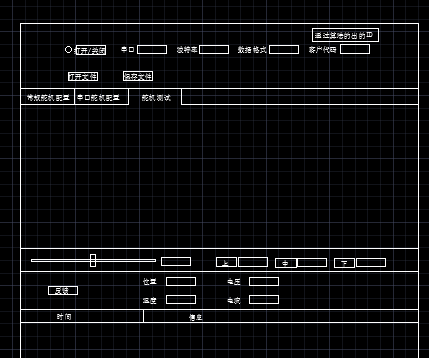 通过算法的出的ID
打开/关闭 串口 波特率 数据格式 客户代码
打开文件 保存文件
常规舵机配置 串口舵机配置 舵机测试
上 中 下
位置 电压
反馈
温度 电流
时间 信息